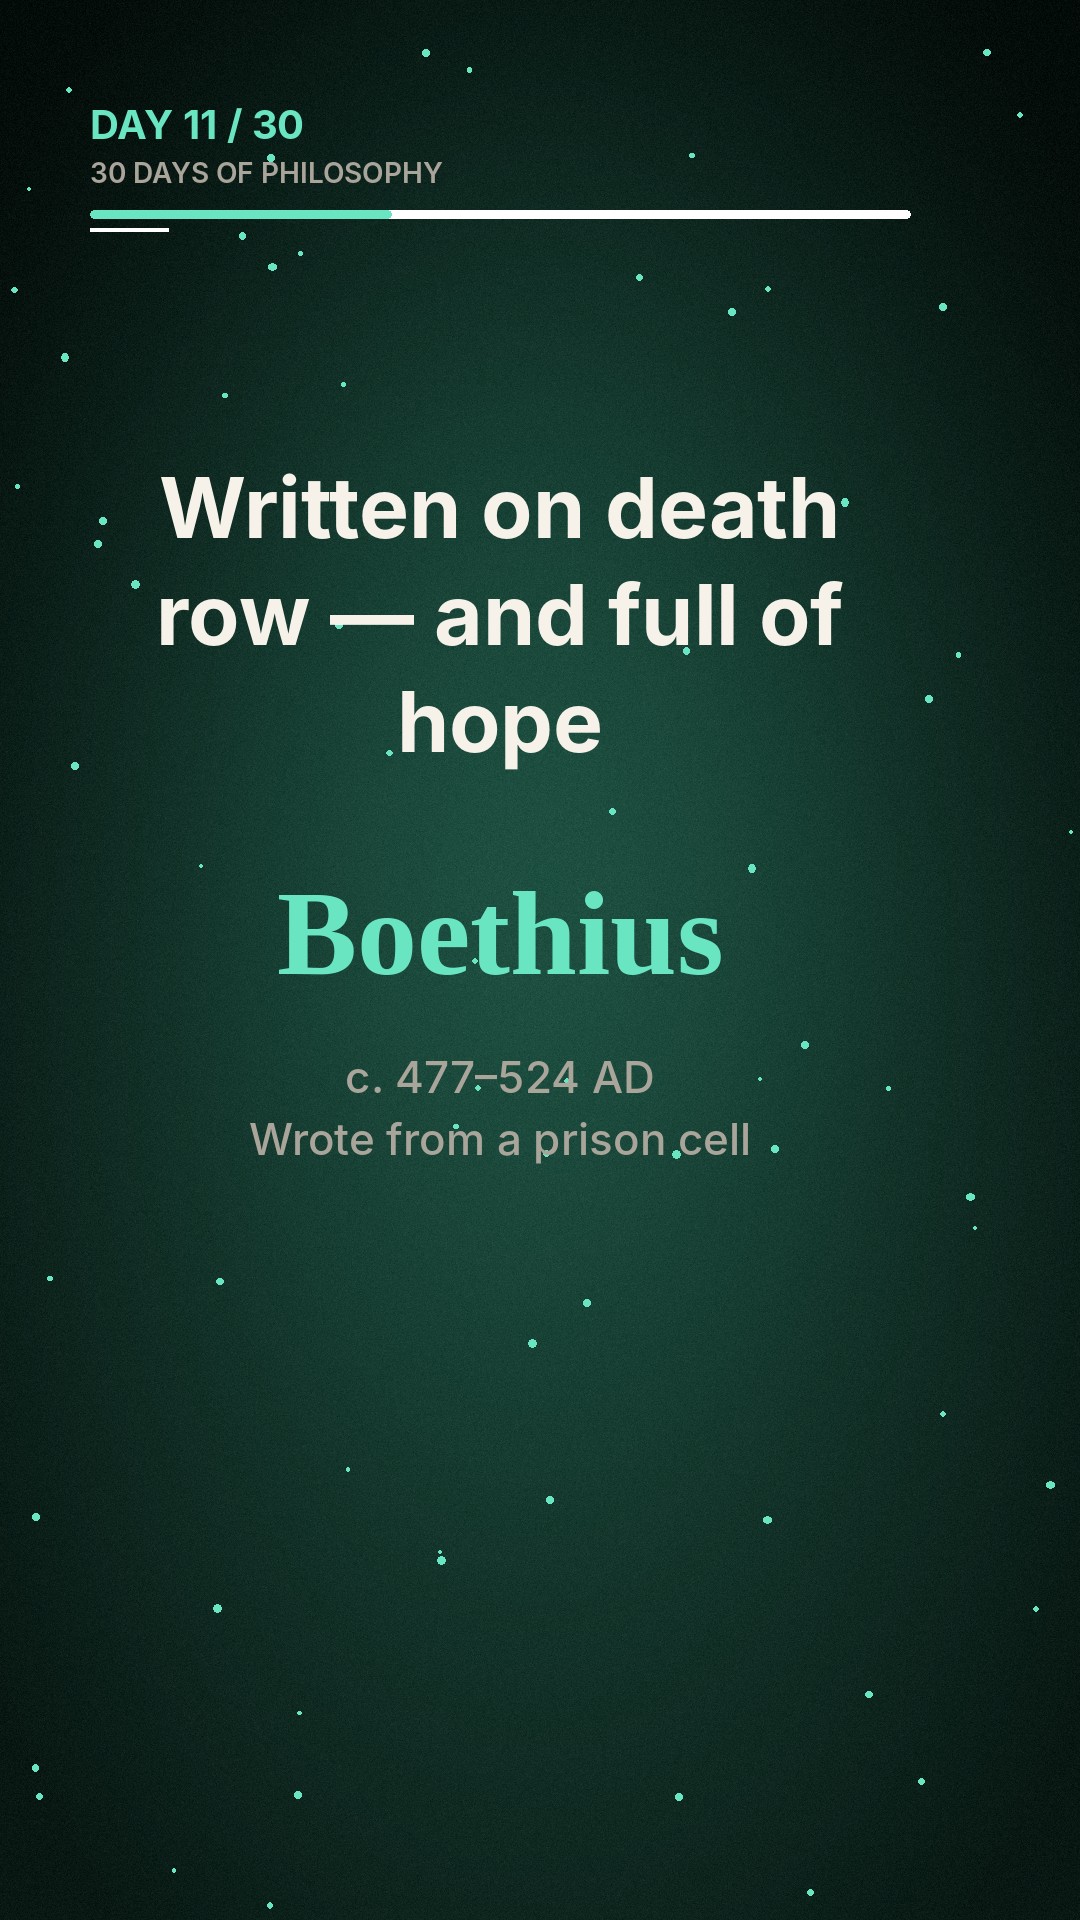 DAY 11 / 30
30 DAYS OF PHILOSOPHY
Written on death
row — and full of
hope
Boethius
c. 477–524 AD
Wrote from a prison cell